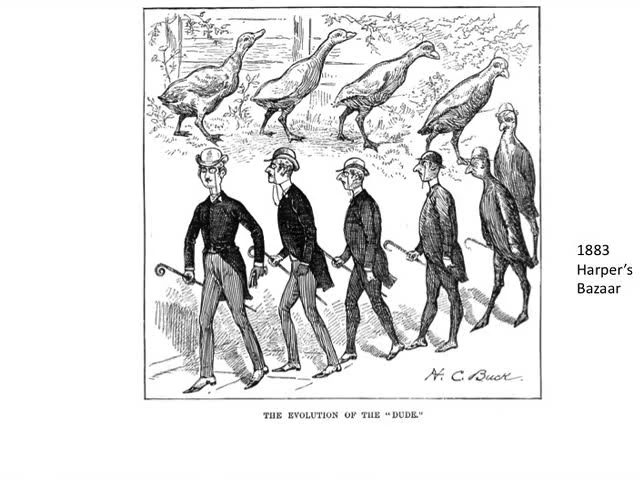 H. C. Buck.
THE EVOLUTION OF THE "DUDE."
1883
Harper's
Bazaar